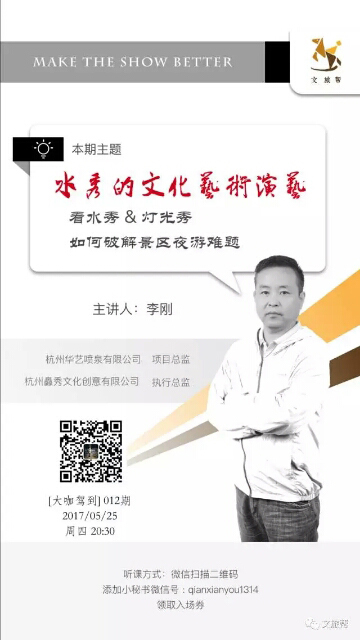 MAKE THE SHOW BETTER
文旅帮
本期主题
水秀的文化藝術演藝
看水秀 & 灯光秀
如何破解景区夜游难题
主讲人：李刚
杭州华艺喷泉有限公司 项目总监
杭州鑫秀文化创意有限公司 执行总监
[大咖驾到] 012期
2017/05/25
周四 20:30
听课方式：微信扫描二维码
添加小秘书微信号：qianxianyou1314
领取入场券
文旅帮